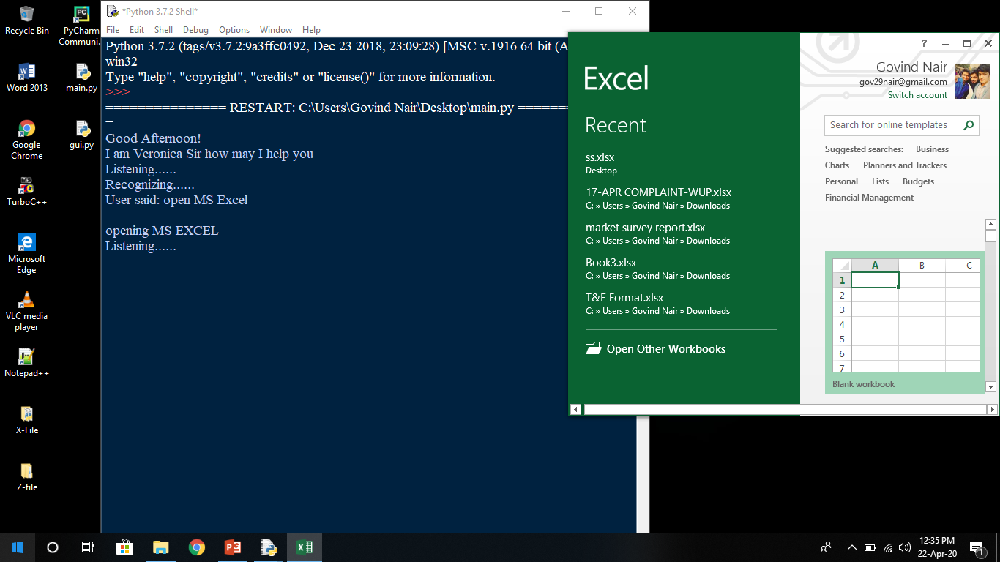 Recycle Bin
PyCharm
Communi...
Word 2013
main.py
Google
Chrome
gui.py
TurboC++
Microsoft
Edge
VLC media
player
Notepad++
X-File
Z-file
*Python 3.7.2 Shell*
File Edit Shell Debug Options Window Help
Python 3.7.2 (tags/v3.7.2:9a3ffc0492, Dec 23 2018, 23:09:28) [MSC v.1916 64 bit (A
win32
Type "help", "copyright", "credits" or "license()" for more information.
>>>
=============== RESTART: C:\Users\Govind Nair\Desktop\main.py =======
=
Good Afternoon!
I am Veronica Sir how may I help you
Listening......
Recognizing......
User said: open MS Excel
opening MS EXCEL
Listening......
Excel
Recent
ss.xlsx
Desktop
17-APR COMPLAINT-WUP.xlsx
C: » Users » Govind Nair » Downloads
market survey report.xlsx
C: » Users » Govind Nair » Downloads
Book3.xlsx
C: » Users » Govind Nair » Downloads
T&E Format.xlsx
C: » Users » Govind Nair » Downloads
Open Other Workbooks
?
Govind Nair
gov29nair@gmail.com
Switch account
Search for online templates
Suggested searches: Business
Charts Planners and Trackers
Personal Lists Budgets
Financial Management
A B C
1
2
3
4
5
6
7
Blank workbook
12:35 PM
22-Apr-20
1